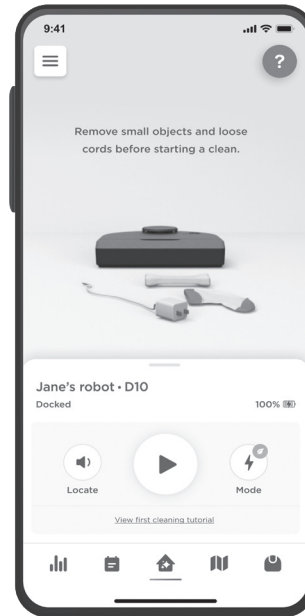 9:41
?
Remove small objects and loose
cords before starting a clean.
Jane's robot • D10
Docked
100%
Locate
Mode
View first cleaning tutorial